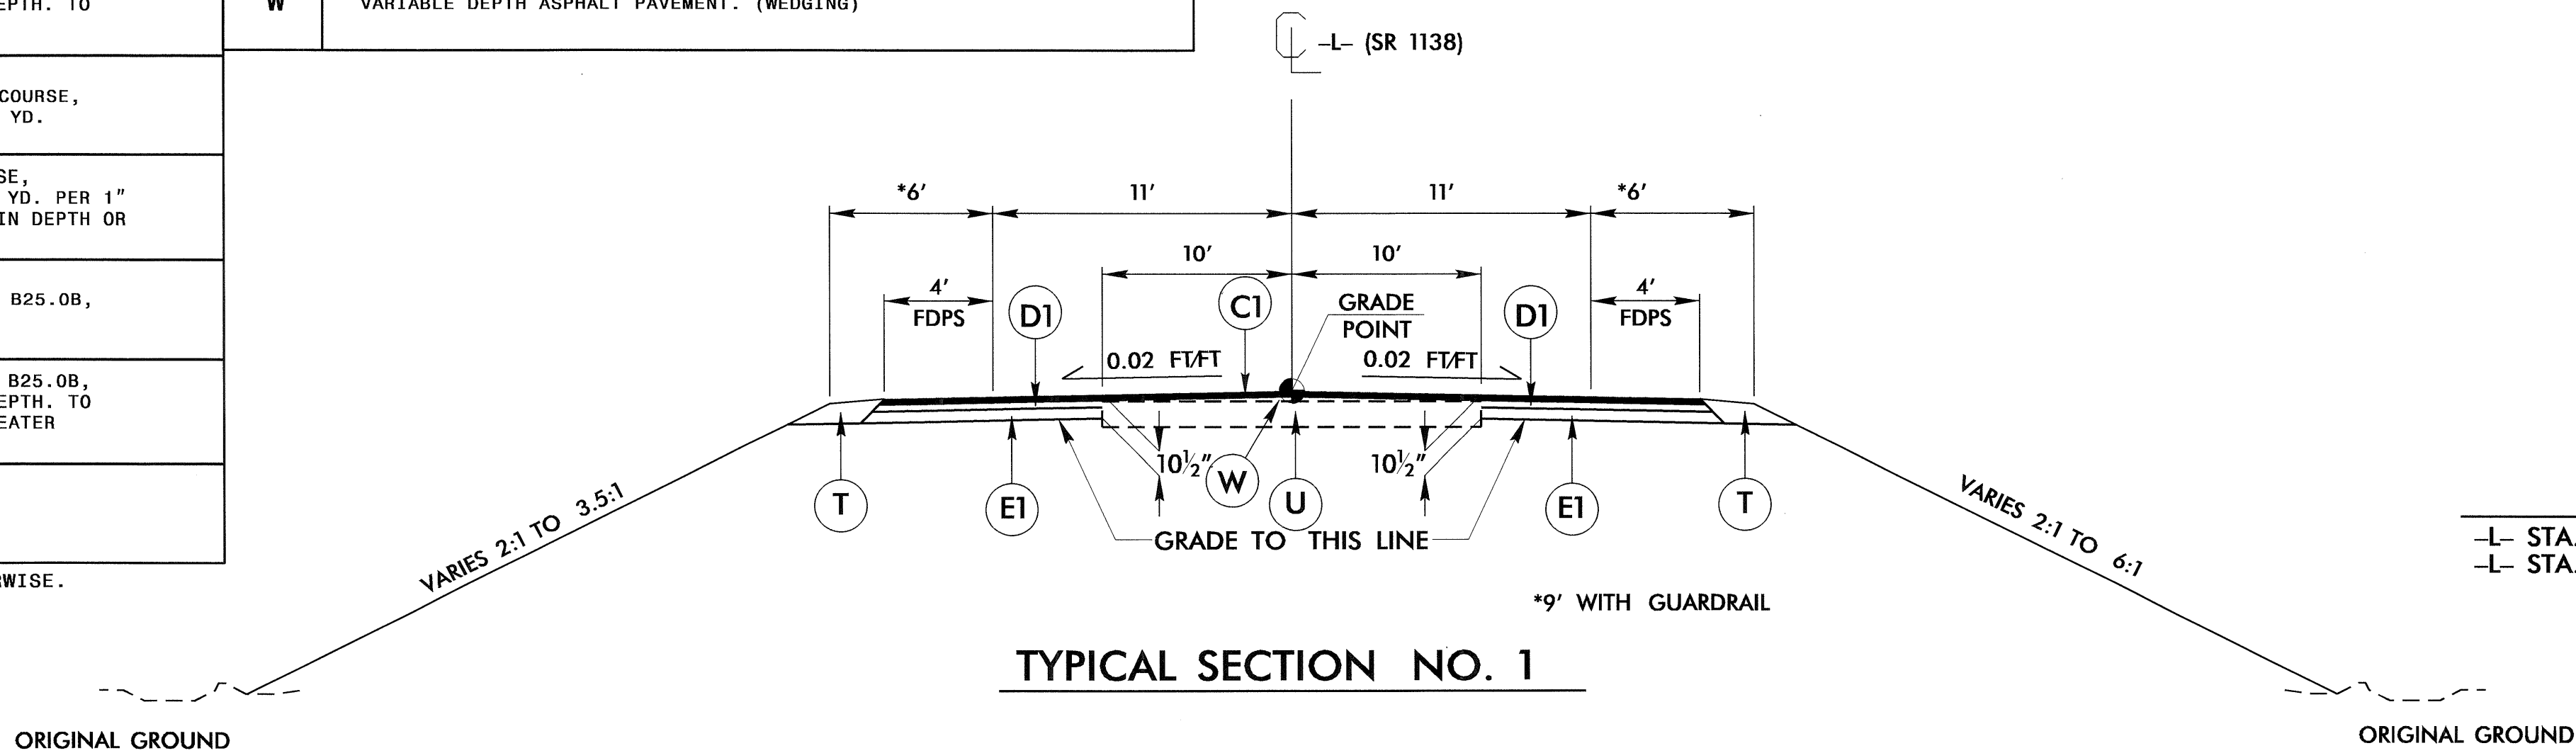 EPTH. TO
COURSE,
YD.
SE,
YD. PER 1"
IN DEPTH OR
B25.0B,
B25.0B,
EPTH. TO
EATER
RWISE.
W VARIABLE DEPTH ASPHALT PAVEMENT. (WEDGING)
CL -L- (SR 1138)
*6' 11' 11' *6'
10' 10'
4' 4'
FDPS FDPS
D1 C1 D1
GRADE
POINT
0.02 FT/FT 0.02 FT/FT
10½" 10½"
T E1 W U E1 T
GRADE TO THIS LINE
VARIES 2:1 TO 3.5:1
VARIES 2:1 TO 6:1
*9' WITH GUARDRAIL
TYPICAL SECTION NO. 1
ORIGINAL GROUND ORIGINAL GROUND
-L- STA.
-L- STA.